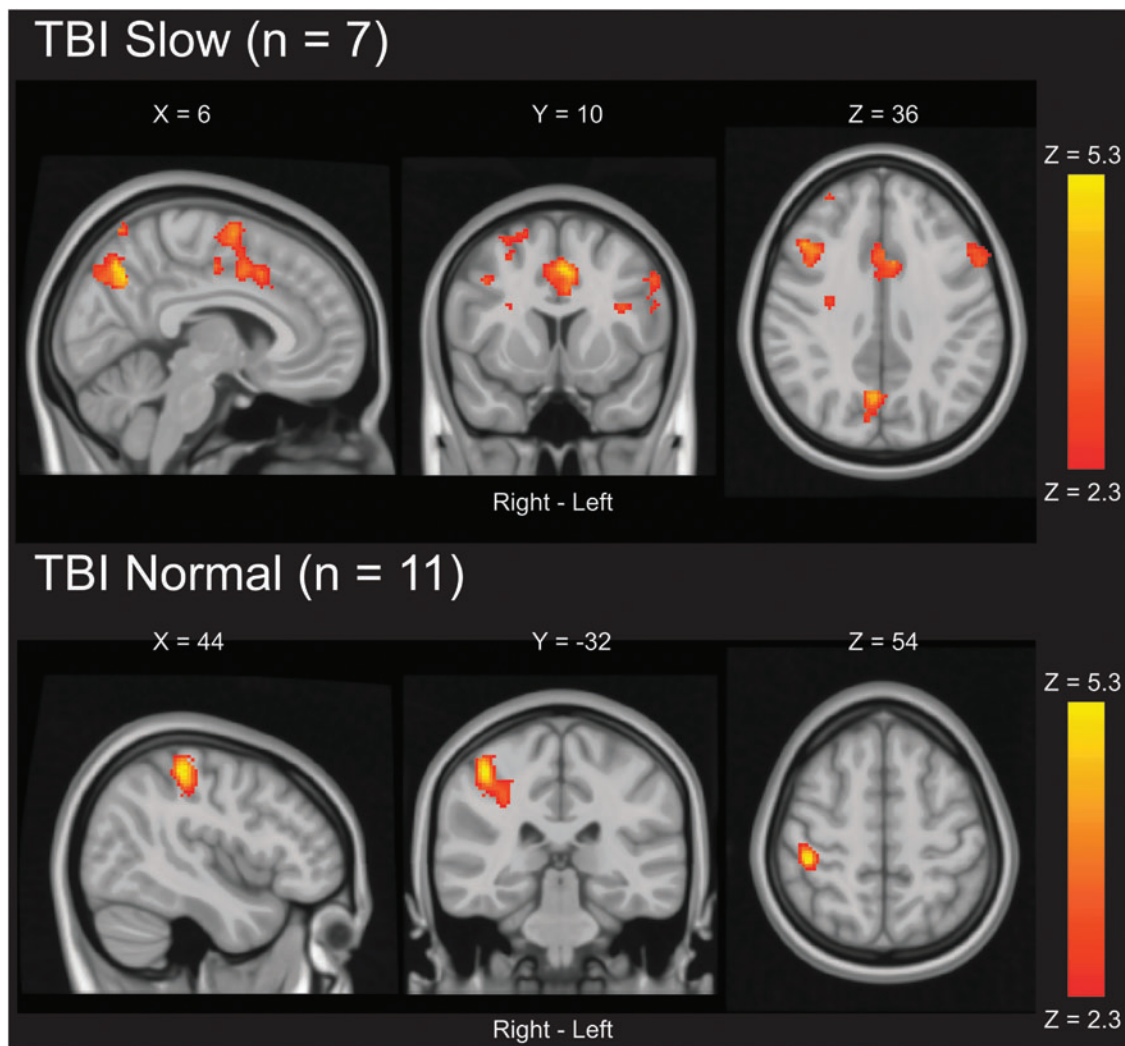 TBI Slow (n = 7)
X = 6
Y = 10
Z = 36
Z = 5.3
Z = 2.3
Right - Left
TBI Normal (n = 11)
X = 44
Y = -32
Z = 54
Z = 5.3
Z = 2.3
Right - Left